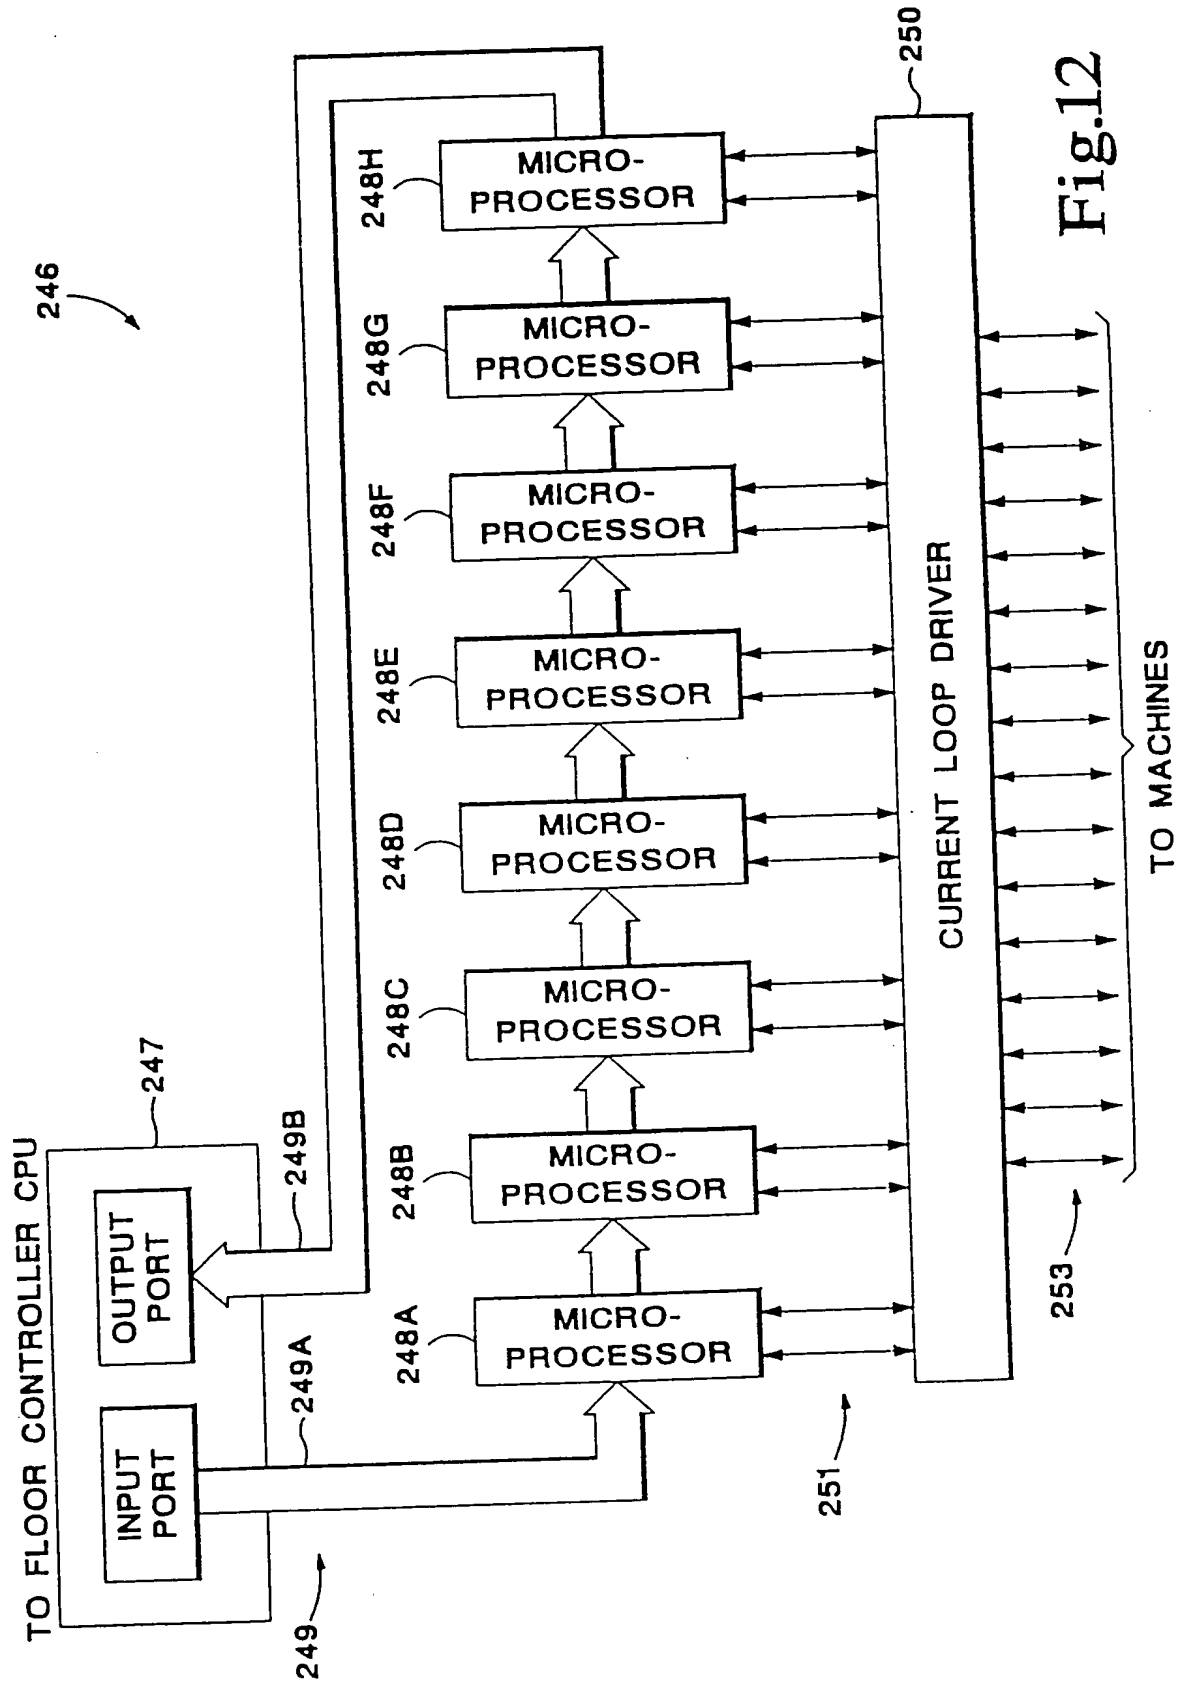 246
TO FLOOR CONTROLLER CPU
247
INPUT
PORT
OUTPUT
PORT
249
249A
249B
248A
248B
248C
248D
248E
248F
248G
248H
MICRO-
PROCESSOR
MICRO-
PROCESSOR
MICRO-
PROCESSOR
MICRO-
PROCESSOR
MICRO-
PROCESSOR
MICRO-
PROCESSOR
MICRO-
PROCESSOR
MICRO-
PROCESSOR
251
250
CURRENT LOOP DRIVER
253
TO MACHINES
Fig.12